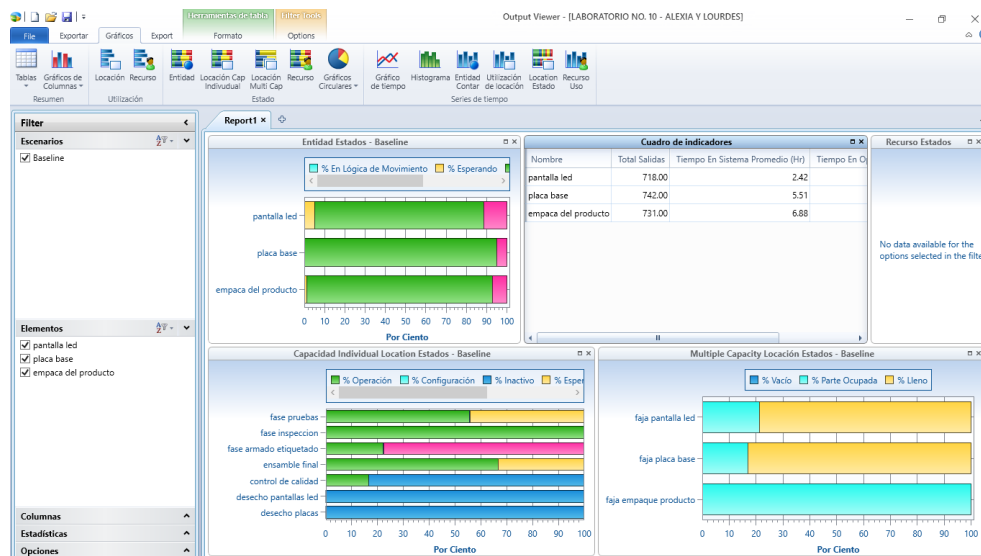 Herramientas de tabla Filter Tools
Output Viewer - [LABORATORIO NO. 10 - ALEXIA Y LOURDES]
File Exportar Gráficos Export Formato Options
Tablas
Gráficos de Columnas
Locación Recurso
Entidad
Locación Cap Indivudual
Locación Multi Cap
Recurso
Gráficos Circulares
Gráfico de tiempo
Histograma
Entidad Contar
Utilización de locación
Location Estado
Recurso Uso
Resumen Utilización Estado Series de tiempo
Filter
Escenarios
Baseline
Elementos
pantalla led
placa base
empaca del producto
Columnas
Estadísticas
Opciones
Report1
Entidad Estados - Baseline
% En Lógica de Movimiento % Esperando
pantalla led
placa base
empaca del producto
0 10 20 30 40 50 60 70 80 90 100
Por Ciento
Cuadro de indicadores
Nombre Total Salidas Tiempo En Sistema Promedio (Hr) Tiempo En O
pantalla led 718.00 2.42
placa base 742.00 5.51
empaca del producto 731.00 6.88
Recurso Estados
No data available for the
options selected in the filte
Capacidad Individual Location Estados - Baseline
% Operación % Configuración % Inactivo % Esper
fase pruebas
fase inspeccion
fase armado etiquetado
ensamble final
control de calidad
desecho pantallas led
desecho placas
0 10 20 30 40 50 60 70 80 90 100
Por Ciento
Multiple Capacity Locación Estados - Baseline
% Vacío % Parte Ocupada % Lleno
faja pantalla led
faja placa base
faja empaque producto
0 10 20 30 40 50 60 70 80 90 100
Por Ciento